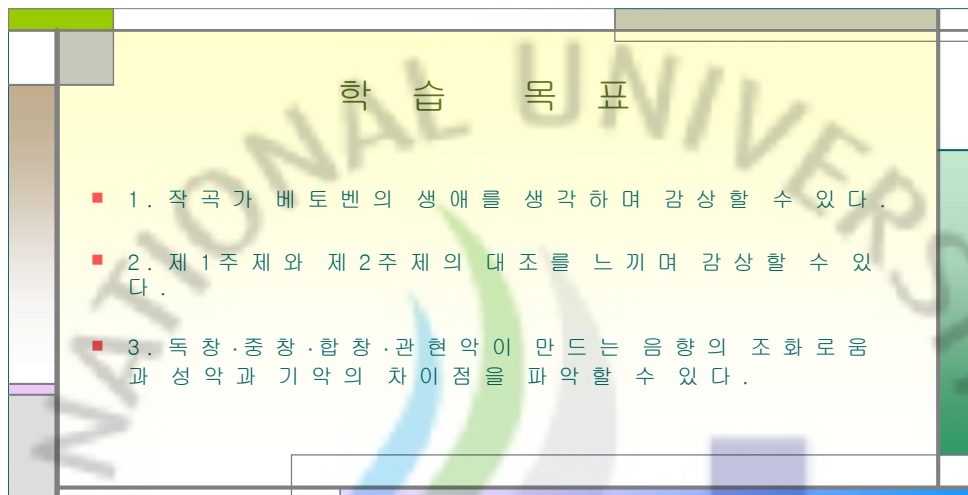 학 습 목 표
1. 작곡가 베토벤의 생애를 생각하며 감상할 수 있다.
2. 제1주제와 제2주제의 대조를 느끼며 감상할 수 있
다.
3. 독창·중창·합창·관현악이 만드는 음향의 조화로움
과 성악과 기악의 차이점을 파악할 수 있다.
NATIONAL UNIVERS